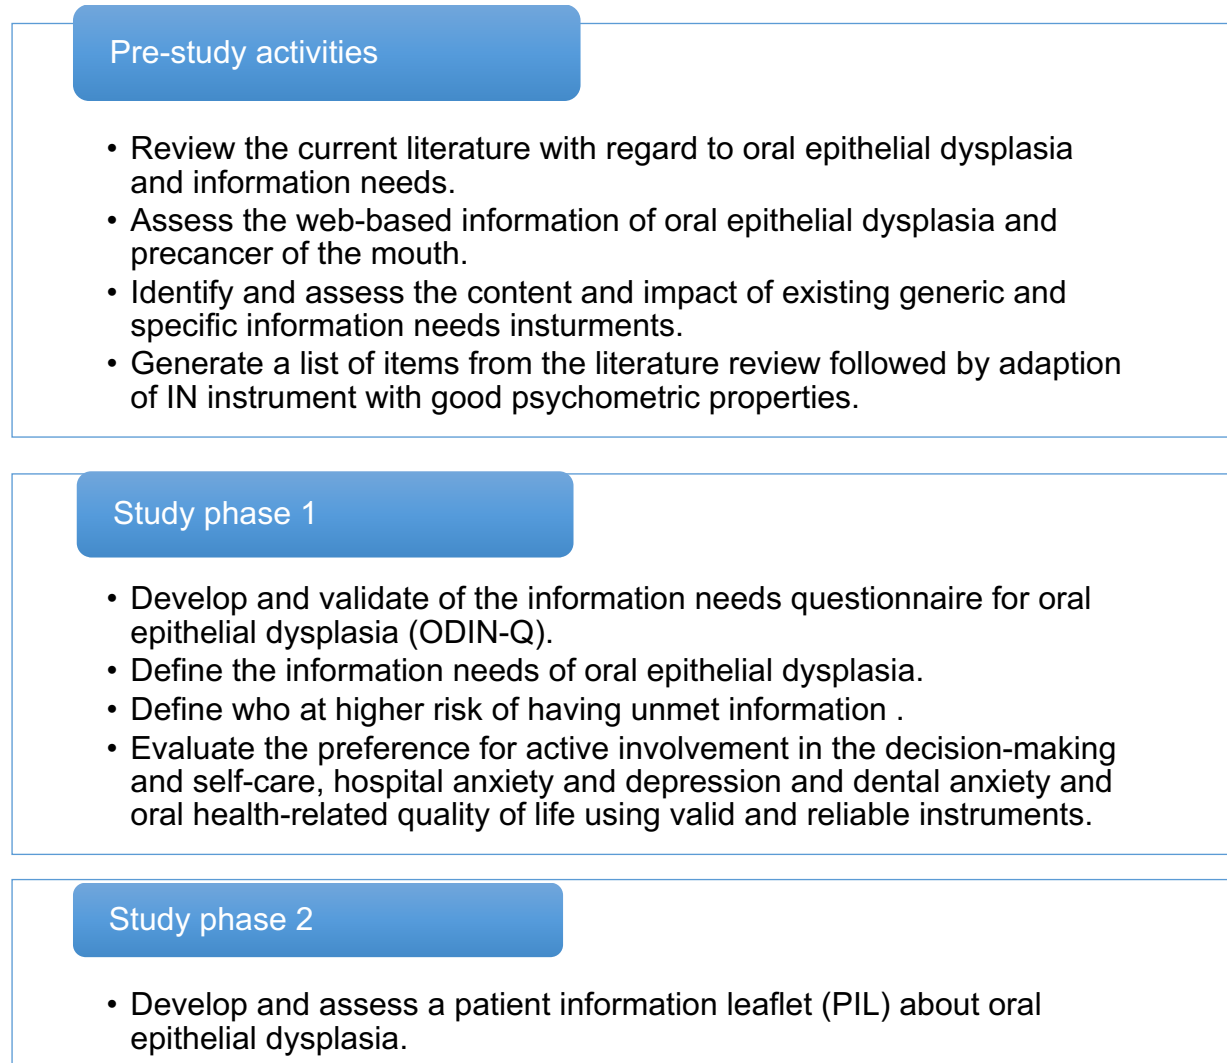 Pre-study activities
• Review the current literature with regard to oral epithelial dysplasia
and information needs.
• Assess the web-based information of oral epithelial dysplasia and
precancer of the mouth.
• Identify and assess the content and impact of existing generic and
specific information needs insturments.
• Generate a list of items from the literature review followed by adaption
of IN instrument with good psychometric properties.
Study phase 1
• Develop and validate of the information needs questionnaire for oral
epithelial dysplasia (ODIN-Q).
• Define the information needs of oral epithelial dysplasia.
• Define who at higher risk of having unmet information .
• Evaluate the preference for active involvement in the decision-making
and self-care, hospital anxiety and depression and dental anxiety and
oral health-related quality of life using valid and reliable instruments.
Study phase 2
• Develop and assess a patient information leaflet (PIL) about oral
epithelial dysplasia.